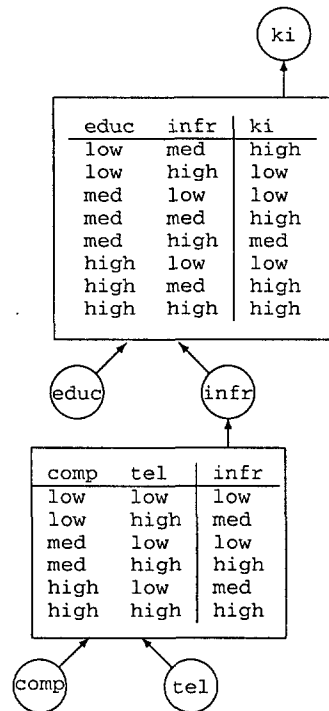 ki
educ infr ki
low med high
low high low
med low low
med med high
med high med
high low low
high med high
high high high
educ infr
comp tel infr
low low low
low high med
med low low
med high high
high low med
high high high
comp tel